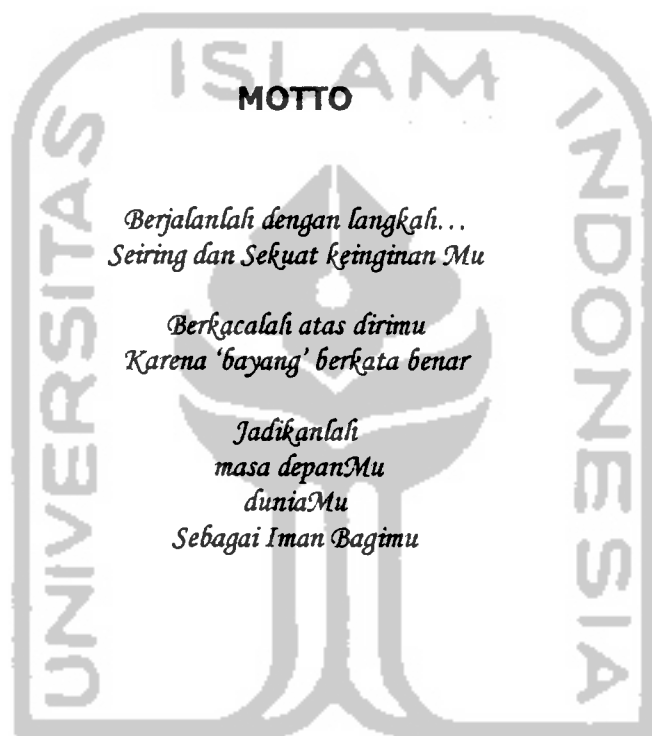 UNIVERSITAS ISLAM INDONESIA
MOTTO
Berjalanlah dengan langkah...
Seiring dan Sekuat keinginan Mu
Berkacalah atas dirimu
Karena 'bayang' berkata benar
Jadikanlah
masa depanMu
duniaMu
Sebagai Iman Bagimu